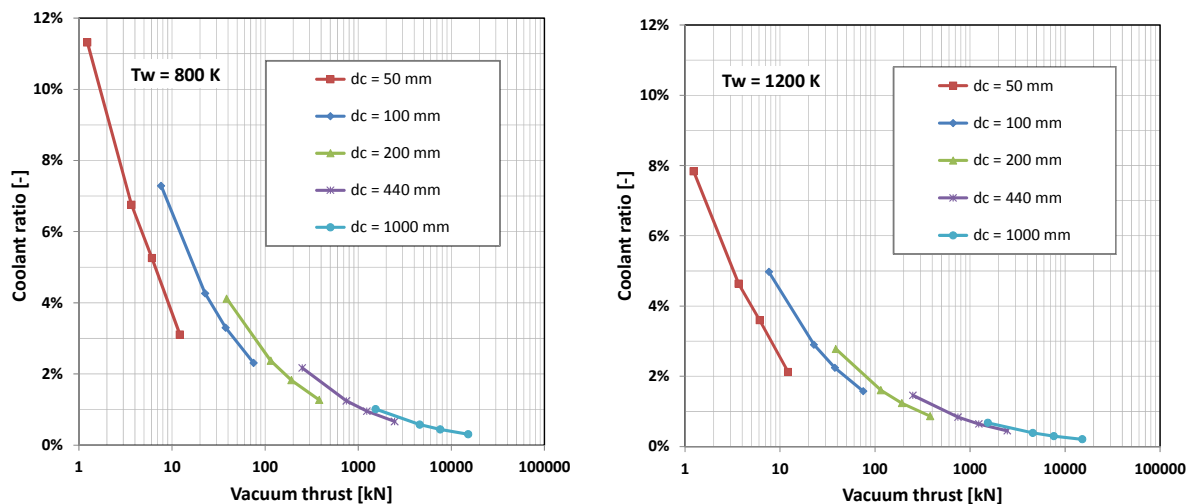 12%
10%
8%
6%
4%
2%
0%
Coolant ratio [-]
Tw = 800 K
dc = 50 mm
dc = 100 mm
dc = 200 mm
dc = 440 mm
dc = 1000 mm
1 10 100 1000 10000 100000
Vacuum thrust [kN]
12%
10%
8%
6%
4%
2%
0%
Coolant ratio [-]
Tw = 1200 K
dc = 50 mm
dc = 100 mm
dc = 200 mm
dc = 440 mm
dc = 1000 mm
1 10 100 1000 10000 100000
Vacuum thrust [kN]